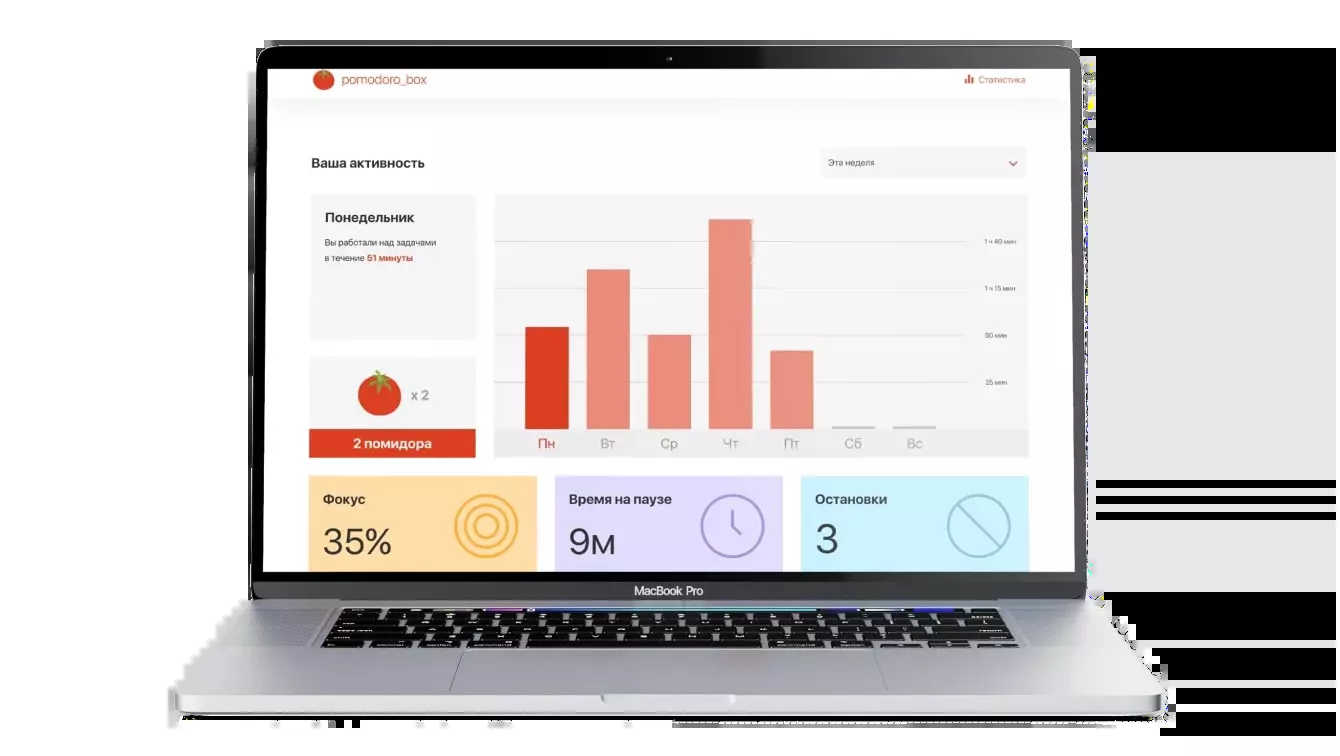 pomodoro_box
Статистика
Ваша активность
Эта неделя
Понедельник
Вы работали над задачами
в течение 51 минуты
1 ч 40 мин
1 ч 15 мин
50 мин
25 мин
x 2
2 помидора
Пн Вт Ср Чт Пт Сб Вс
Фокус
35%
Время на паузе
9м
Остановки
3
MacBook Pro